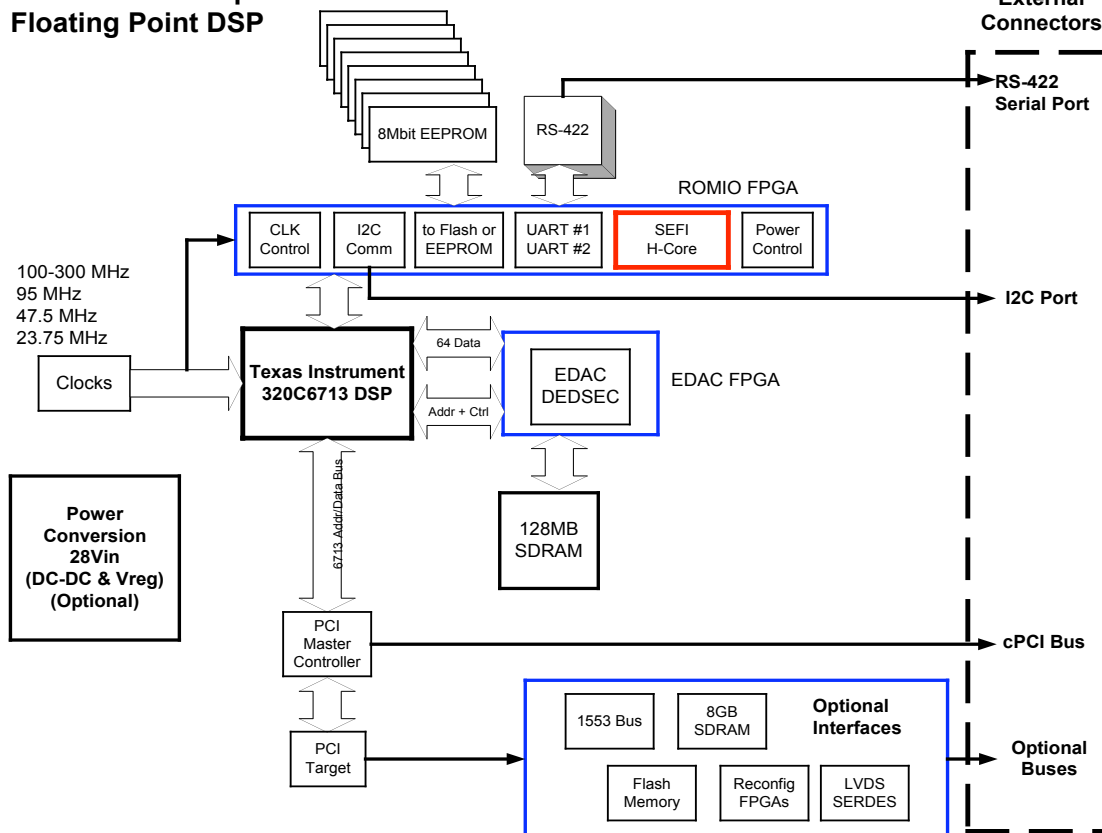 Floating Point DSP
External
Connectors
RS-422
Serial Port
8Mbit EEPROM
RS-422
ROMIO FPGA
CLK
Control
I2C
Comm
to Flash or
EEPROM
UART #1
UART #2
SEFI
H-Core
Power
Control
100-300 MHz
95 MHz
47.5 MHz
23.75 MHz
I2C Port
Clocks
Texas Instrument
320C6713 DSP
64 Data
Addr + Ctrl
EDAC
DEDSEC
EDAC FPGA
6713 Addr/Data Bus
128MB
SDRAM
Power
Conversion
28Vin
(DC-DC & Vreg)
(Optional)
PCI
Master
Controller
cPCI Bus
PCI
Target
1553 Bus
8GB
SDRAM
Optional
Interfaces
Flash
Memory
Reconfig
FPGAs
LVDS
SERDES
Optional
Buses